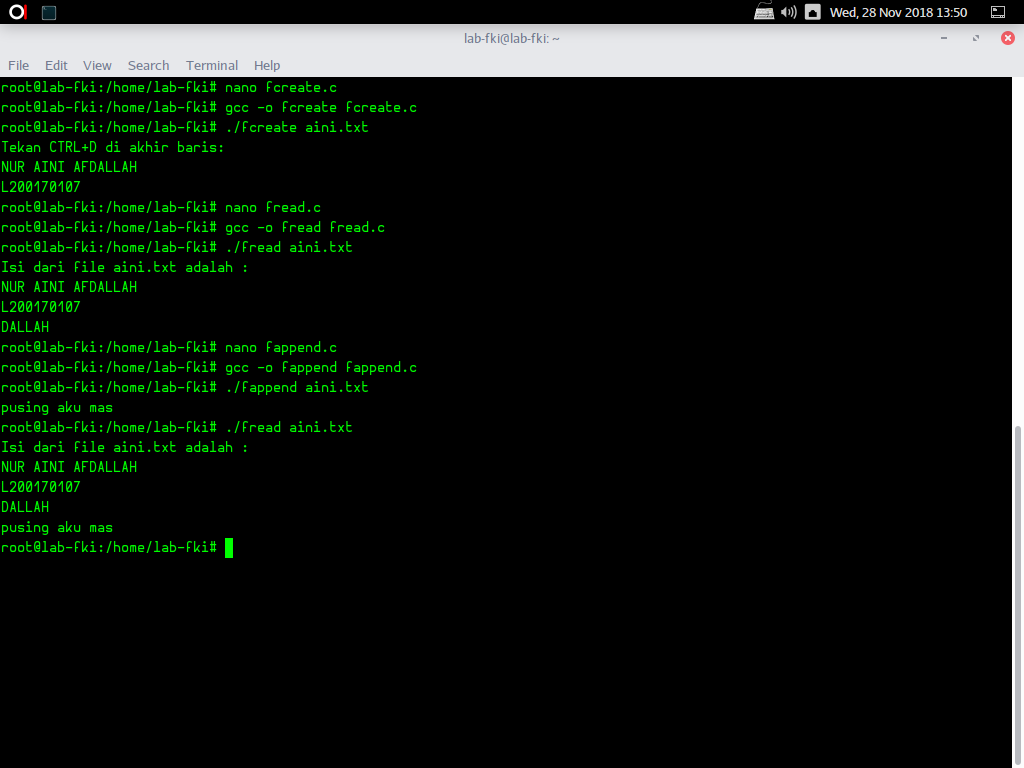 Wed, 28 Nov 2018 13:50
lab-fki@lab-fki: ~
File Edit View Search Terminal Help
root@lab-fki:/home/lab-fki# nano fcreate.c
root@lab-fki:/home/lab-fki# gcc -o fcreate fcreate.c
root@lab-fki:/home/lab-fki# ./fcreate aini.txt
Tekan CTRL+D di akhir baris:
NUR AINI AFDALLAH
L200170107
root@lab-fki:/home/lab-fki# nano fread.c
root@lab-fki:/home/lab-fki# gcc -o fread fread.c
root@lab-fki:/home/lab-fki# ./fread aini.txt
Isi dari file aini.txt adalah :
NUR AINI AFDALLAH
L200170107
DALLAH
root@lab-fki:/home/lab-fki# nano fappend.c
root@lab-fki:/home/lab-fki# gcc -o fappend fappend.c
root@lab-fki:/home/lab-fki# ./fappend aini.txt
pusing aku mas
root@lab-fki:/home/lab-fki# ./fread aini.txt
Isi dari file aini.txt adalah :
NUR AINI AFDALLAH
L200170107
DALLAH
pusing aku mas
root@lab-fki:/home/lab-fki#